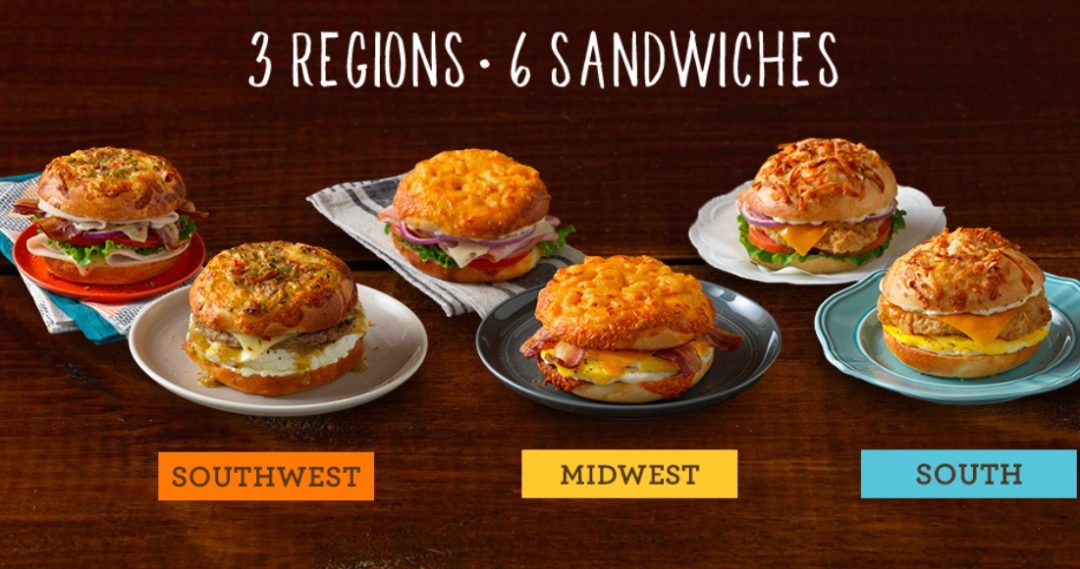 3 REGIONS • 6 SANDWICHES
SOUTHWEST
MIDWEST
SOUTH